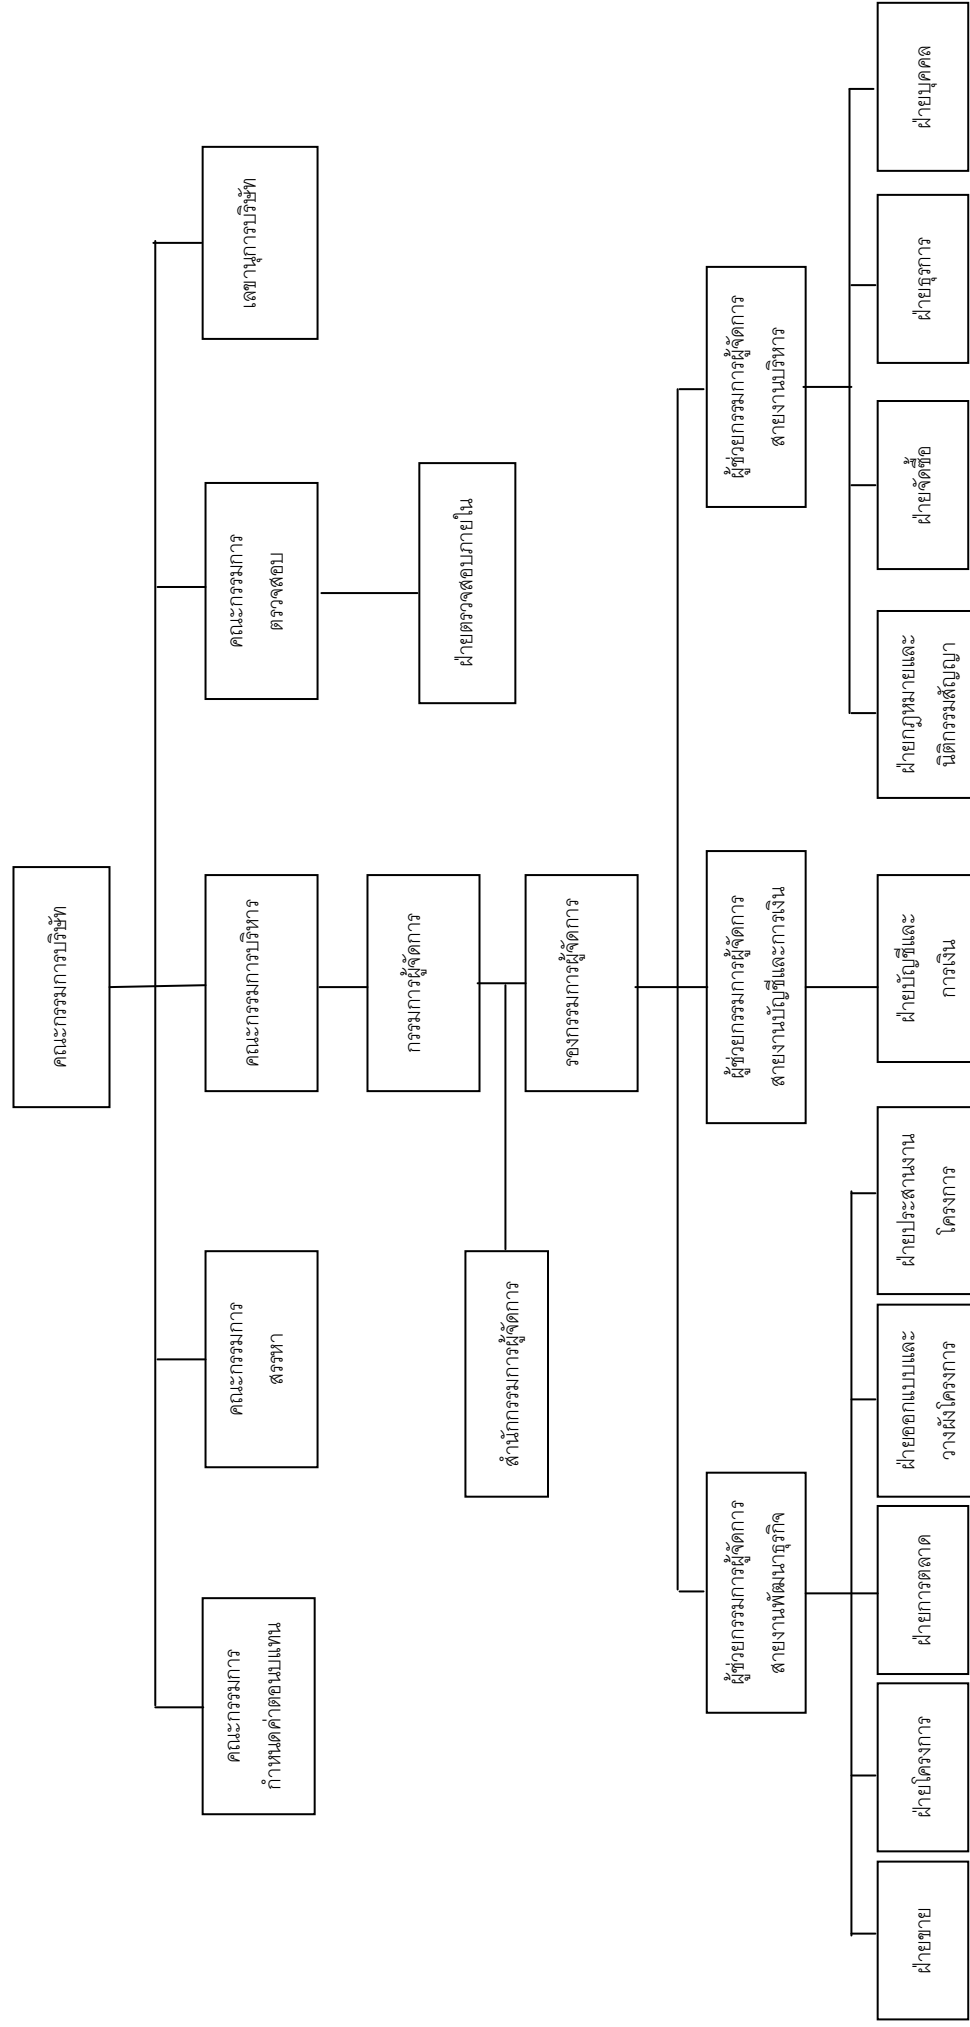 คณะกรรมการบริษัท
คณะกรรมการ
กำหนดค่าตอบแทน
คณะกรรมการ
สรรหา
คณะกรรมการบริหาร
คณะกรรมการ
ตรวจสอบ
เลขานุการบริษัท
กรรมการผู้จัดการ
ฝ่ายตรวจสอบภายใน
สำนักกรรมการผู้จัดการ
รองกรรมการผู้จัดการ
ผู้ช่วยกรรมการผู้จัดการ
สายงานพัฒนาธุรกิจ
ผู้ช่วยกรรมการผู้จัดการ
สายงานบัญชีและการเงิน
ผู้ช่วยกรรมการผู้จัดการ
สายงานบริหาร
ฝ่ายขาย
ฝ่ายโครงการ
ฝ่ายการตลาด
ฝ่ายออกแบบและ
วางผังโครงการ
ฝ่ายประสานงาน
โครงการ
ฝ่ายบัญชีและ
การเงิน
ฝ่ายกฎหมายและ
นิติกรรมสัญญา
ฝ่ายจัดซื้อ
ฝ่ายธุรการ
ฝ่ายบุคคล